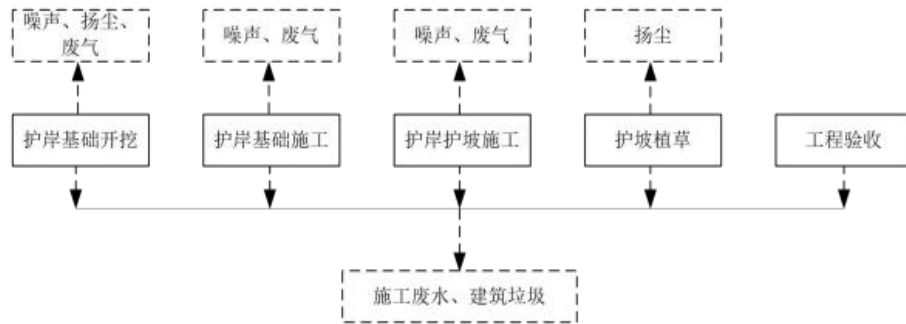 噪声、扬尘、
废气
噪声、废气
噪声、废气
扬尘
护岸基础开挖
护岸基础施工
护岸护坡施工
护坡植草
工程验收
施工废水、建筑垃圾